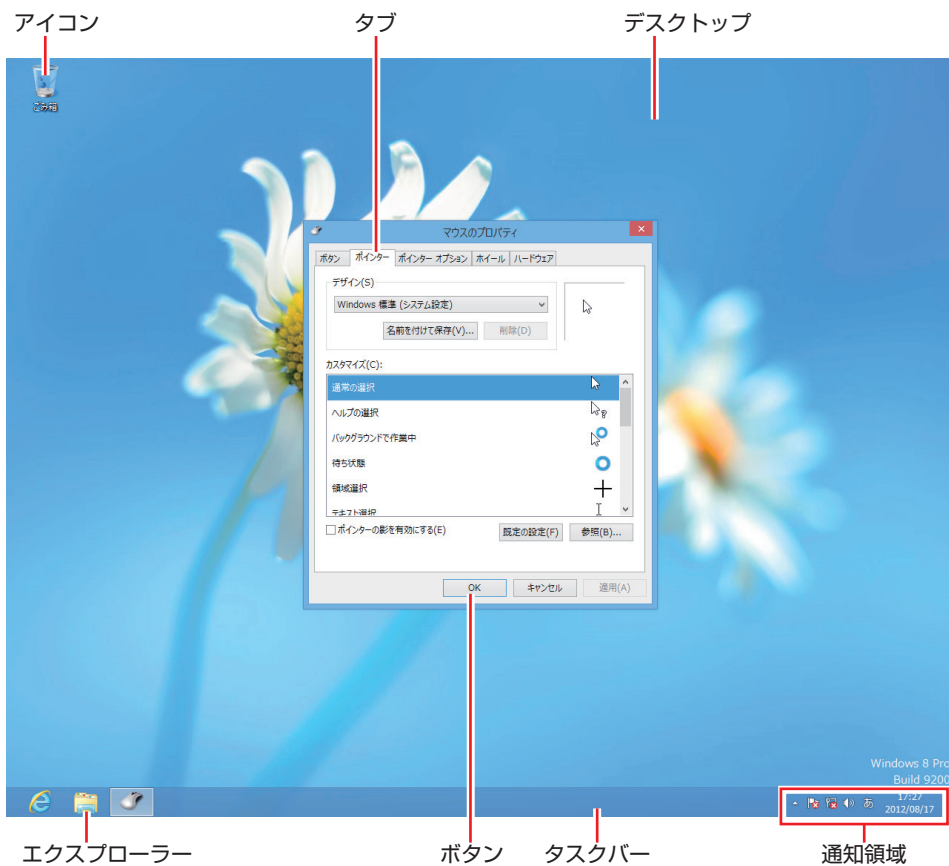 アイコン
タブ
デスクトップ
ごみ箱
マウスのプロパティ
ボタン
ポインター
ポインター オプション
ホイール
ハードウェア
デザイン(S)
Windows 標準 (システム設定)
名前を付けて保存(V)...
削除(D)
カスタマイズ(C):
通常の選択
ヘルプの選択
バックグラウンドで作業中
待ち状態
領域選択
テキスト選択
ポインターの影を有効にする(E)
既定の設定(F)
参照(B)...
OK
キャンセル
適用(A)
Windows 8 Pro
Build 9200
あ
17:27
2012/08/17
エクスプローラー
ボタン
タスクバー
通知領域